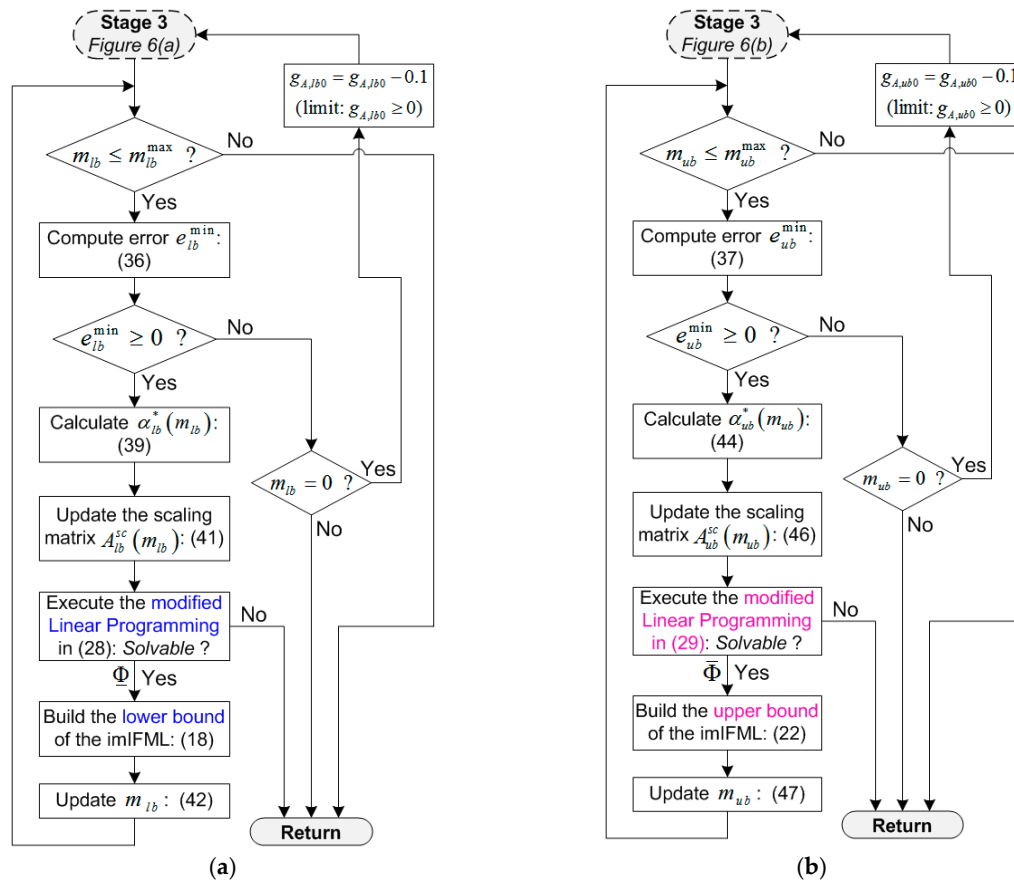 Stage 3
Figure 6(a)
g_{A,lb0} = g_{A,lb0} − 0.1
(limit: g_{A,lb0} ≥ 0)
m_{lb} ≤ m_{lb}^{max} ?
No
Yes
Compute error e_{lb}^{min}:
(36)
e_{lb}^{min} ≥ 0 ?
No
Yes
Calculate α_{lb}^{*}(m_{lb}):
(39)
m_{lb} = 0 ?
Yes
No
Update the scaling
matrix A_{lb}^{sc}(m_{lb}): (41)
Execute the modified
Linear Programming
in (28): Solvable ?
No
Φ̲
Yes
Build the lower bound
of the imIFML: (18)
Update m_{lb} : (42)
Return
(a)
Stage 3
Figure 6(b)
g_{A,ub0} = g_{A,ub0} − 0.1
(limit: g_{A,ub0} ≥ 0)
m_{ub} ≤ m_{ub}^{max} ?
No
Yes
Compute error e_{ub}^{min}:
(37)
e_{ub}^{min} ≥ 0 ?
No
Yes
Calculate α_{ub}^{*}(m_{ub}):
(44)
m_{ub} = 0 ?
Yes
No
Update the scaling
matrix A_{ub}^{sc}(m_{ub}): (46)
Execute the modified
Linear Programming
in (29): Solvable ?
No
Φ̄
Yes
Build the upper bound
of the imIFML: (22)
Update m_{ub} : (47)
Return
(b)